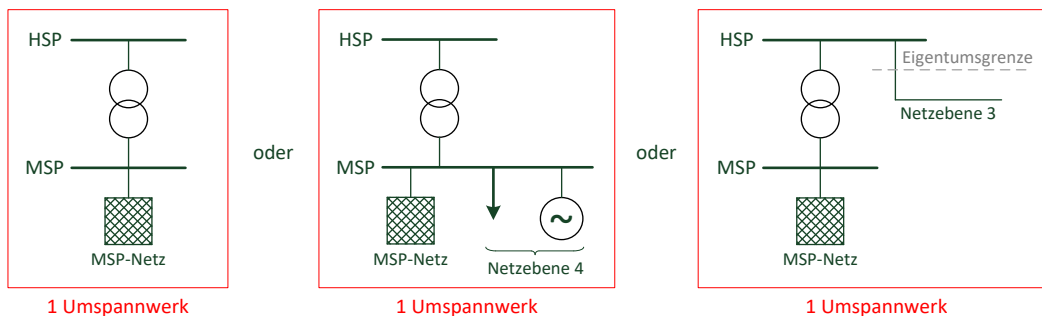 HSP
MSP
MSP-Netz
1 Umspannwerk
oder
HSP
MSP
~
MSP-Netz
Netzebene 4
1 Umspannwerk
oder
HSP
Eigentumsgrenze
Netzebene 3
MSP
MSP-Netz
1 Umspannwerk